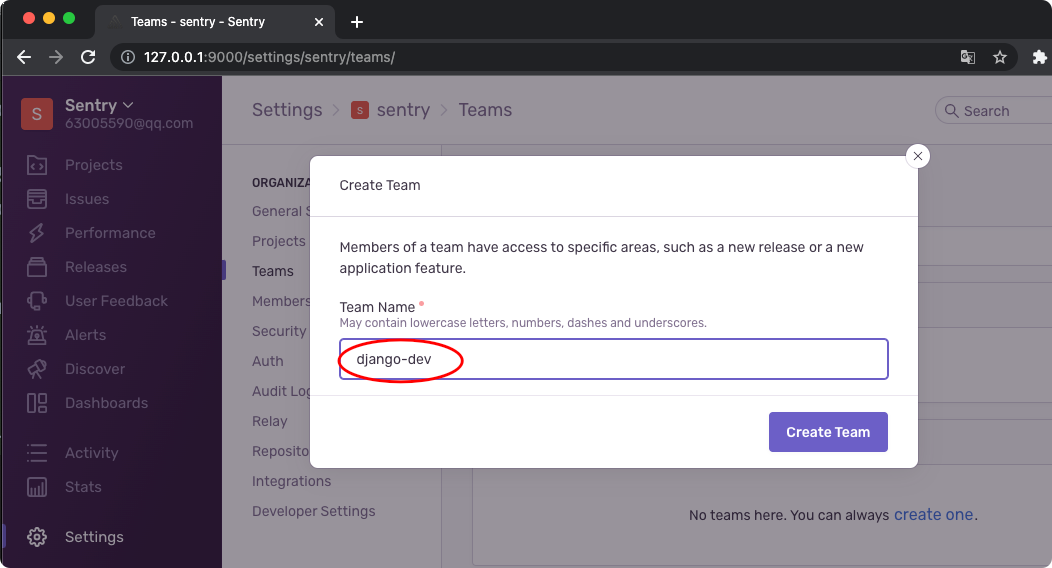 Teams - sentry - Sentry
127.0.0.1:9000/settings/sentry/teams/
S
Sentry
63005590@qq.com
Projects
Issues
Performance
Releases
User Feedback
Alerts
Discover
Dashboards
Activity
Stats
Settings
Settings
S
sentry
Teams
Search
ORGANIZA
General S
Projects
Teams
Members
Security
Auth
Audit Log
Relay
Reposito
Integrations
Developer Settings
Create Team
Members of a team have access to specific areas, such as a new release or a new
application feature.
Team Name *
May contain lowercase letters, numbers, dashes and underscores.
django-dev
Create Team
No teams here. You can always create one.